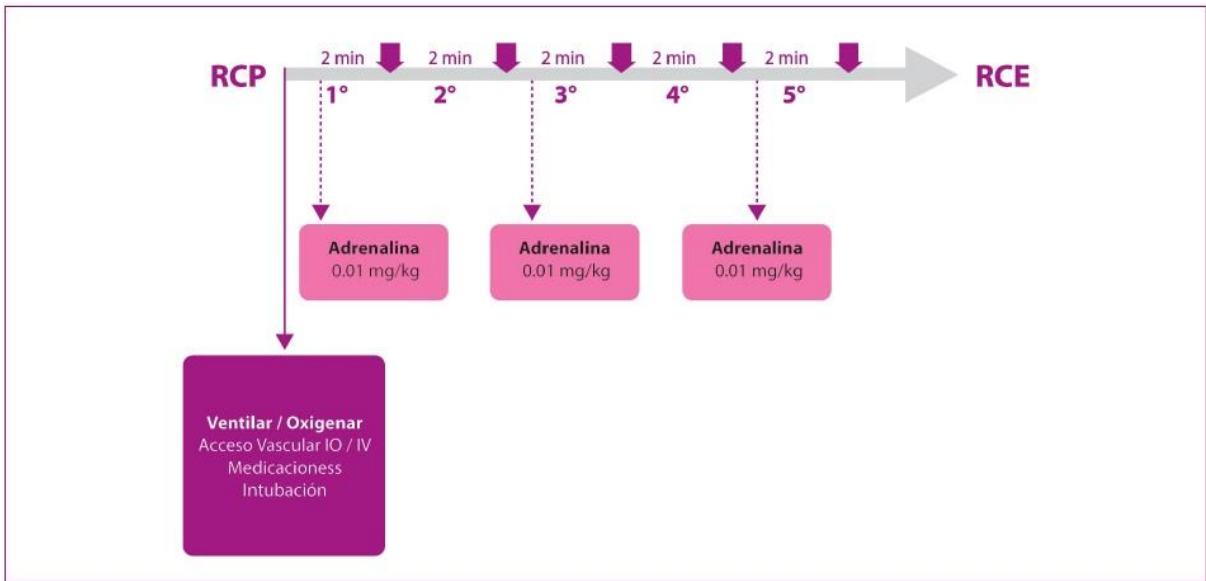 2 min 2 min 2 min 2 min 2 min
RCP RCE
1° 2° 3° 4° 5°
Adrenalina Adrenalina Adrenalina
0.01 mg/kg 0.01 mg/kg 0.01 mg/kg
Ventilar / Oxigenar
Acceso Vascular IO / IV
Medicacioness
Intubación